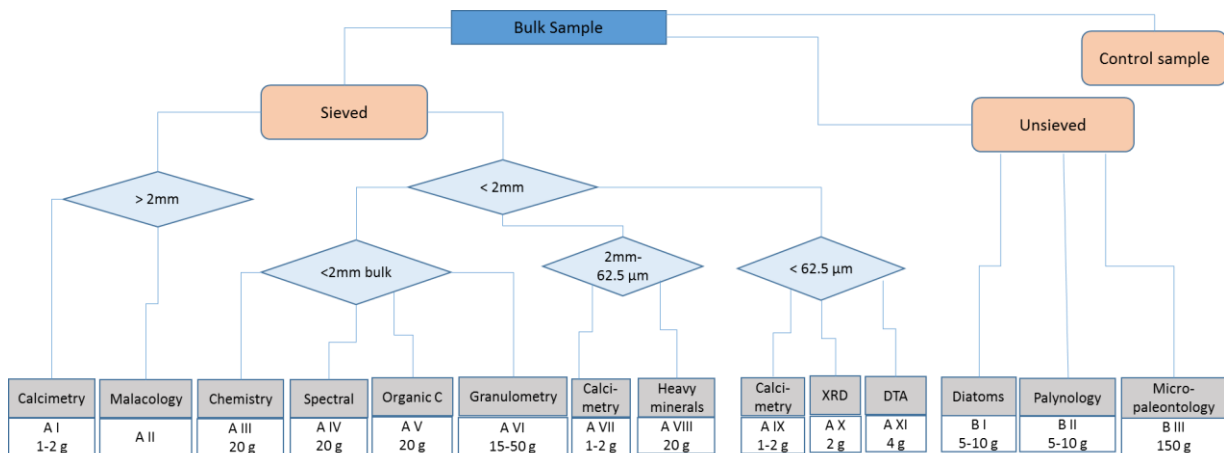 Bulk Sample
Control sample
Sieved
Unsieved
> 2mm
< 2mm
<2mm bulk
2mm-
62.5 µm
< 62.5 µm
Calcimetry
Malacology
Chemistry
Spectral
Organic C
Granulometry
Calci-
metry
Heavy
minerals
Calci-
metry
XRD
DTA
Diatoms
Palynology
Micro-
paleontology
A I
1-2 g
A II
A III
20 g
A IV
20 g
A V
20 g
A VI
15-50 g
A VII
1-2 g
A VIII
20 g
A IX
1-2 g
A X
2 g
A XI
4 g
B I
5-10 g
B II
5-10 g
B III
150 g